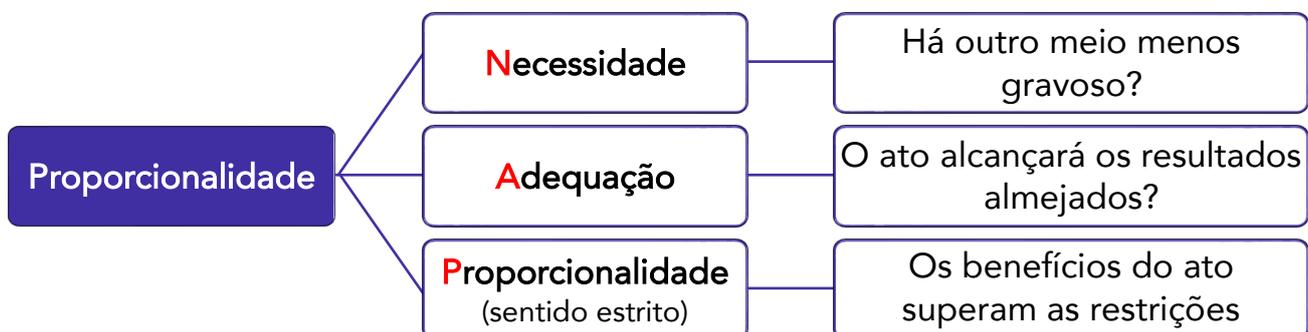 Proporcionalidade
Necessidade
Há outro meio menos
gravoso?
Adequação
O ato alcançará os resultados
almejados?
Proporcionalidade
(sentido estrito)
Os benefícios do ato
superam as restrições